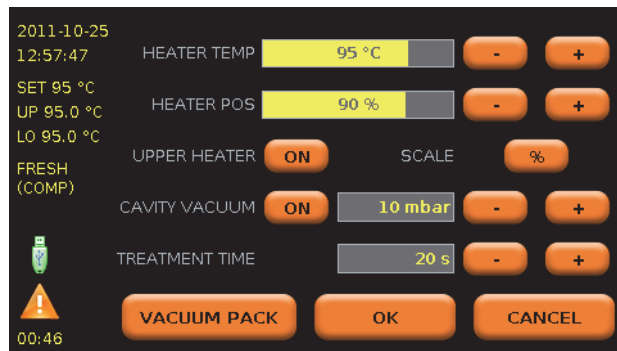 2011-10-25
12:57:47
SET 95 °C
UP 95.0 °C
LO 95.0 °C
FRESH
(COMP)
00:46
HEATER TEMP 95 °C - +
HEATER POS 90 % - +
UPPER HEATER ON SCALE %
CAVITY VACUUM ON 10 mbar - +
TREATMENT TIME 20 s - +
VACUUM PACK OK CANCEL